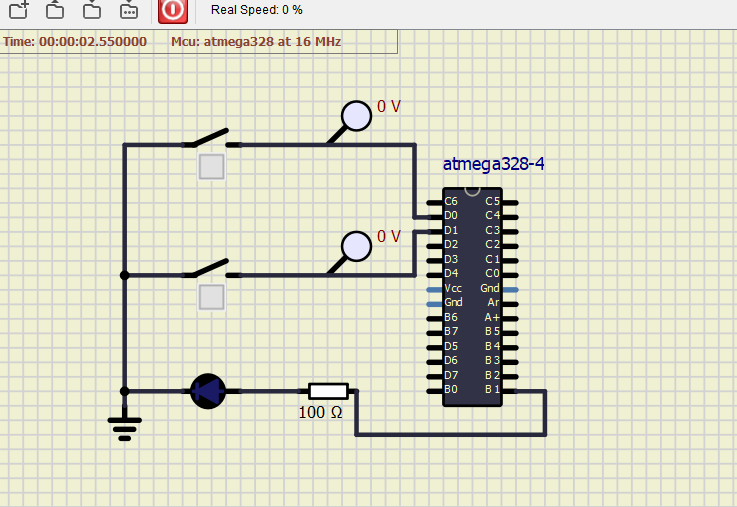 Real Speed: 0 %
Time: 00:00:02.550000 Mcu: atmega328 at 16 MHz
0 V
atmega328-4
C6 C5
D0 C4
D1 C3
0 V
D2 C2
D3 C1
D4 C0
Vcc Gnd
Gnd Ar
B6 A+
B7 B5
D5 B4
D6 B3
D7 B2
B0 B1
100 Ω